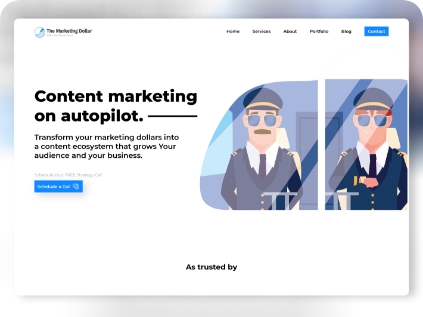 The Marketing Dollar
Home Services About Portfolio Blog Contact
Content marketing
on autopilot.
Transform your marketing dollars into
a content ecosystem that grows Your
audience and your business.
Schedule Your FREE Strategy Call
Schedule a Call
As trusted by